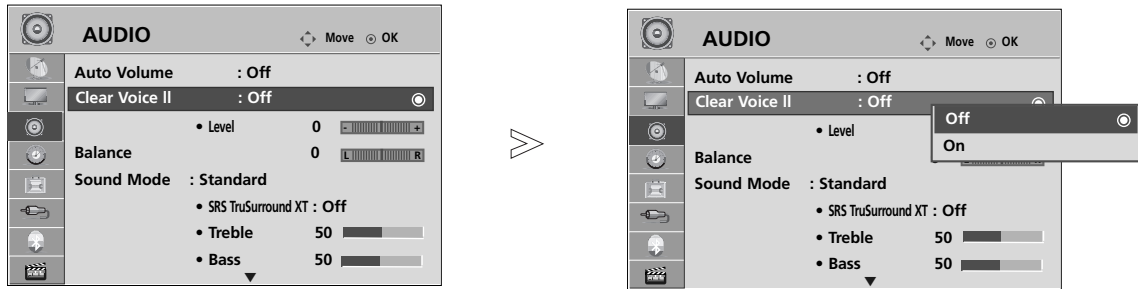 AUDIO
Move OK
Auto Volume : Off
Clear Voice ll : Off
• Level 0 - +
Balance 0 L R
Sound Mode : Standard
• SRS TruSurround XT : Off
• Treble 50
• Bass 50
AUDIO
Move OK
Auto Volume : Off
Clear Voice ll : Off
Off
On
• Level
Balance
Sound Mode : Standard
• SRS TruSurround XT : Off
• Treble 50
• Bass 50